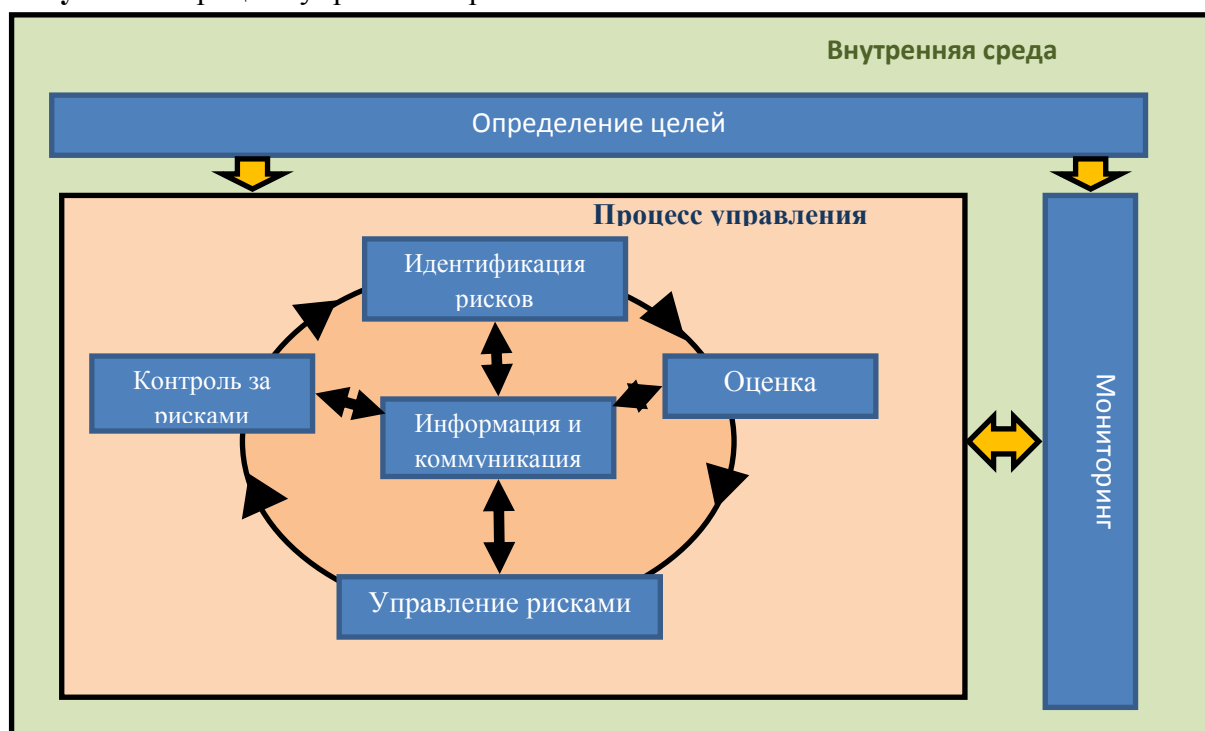 Внутренняя среда
Определение целей
Процесс управления
Идентификация
рисков
Контроль за
рисками
Оценка
Информация и
коммуникация
Управление рисками
Мониторинг